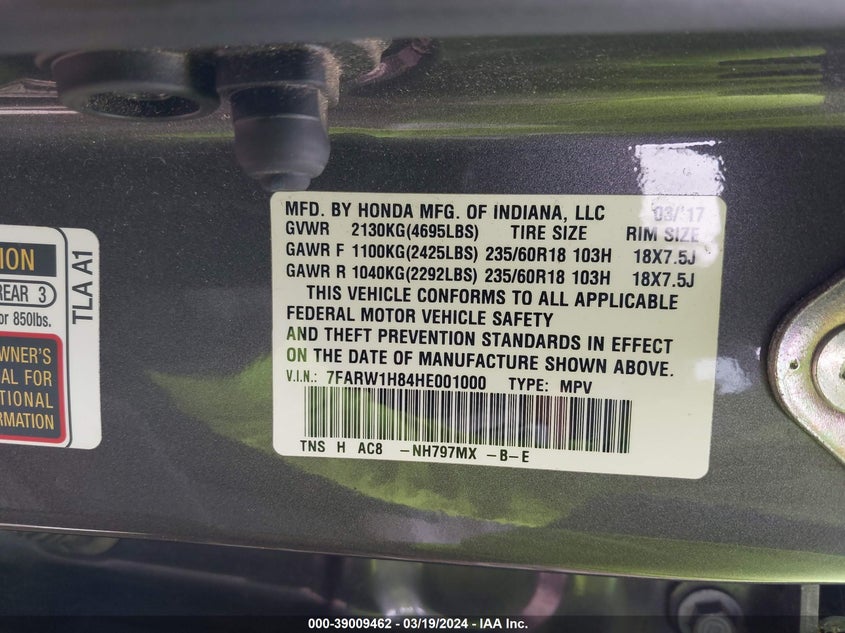 ION
REAR 3
or 850lbs.
WNER'S
AL FOR
TIONAL
RMATION
TLA A1
MFD. BY HONDA MFG. OF INDIANA, LLC 03/'17
GVWR 2130KG(4695LBS) TIRE SIZE RIM SIZE
GAWR F 1100KG(2425LBS) 235/60R18 103H 18X7.5J
GAWR R 1040KG(2292LBS) 235/60R18 103H 18X7.5J
THIS VEHICLE CONFORMS TO ALL APPLICABLE
FEDERAL MOTOR VEHICLE SAFETY
AND THEFT PREVENTION STANDARDS IN EFFECT
ON THE DATE OF MANUFACTURE SHOWN ABOVE.
V.I.N.: 7FARW1H84HE001000 TYPE: MPV
TNS H AC8 -NH797MX -B-E
000-39009462 - 03/19/2024 - IAA Inc.